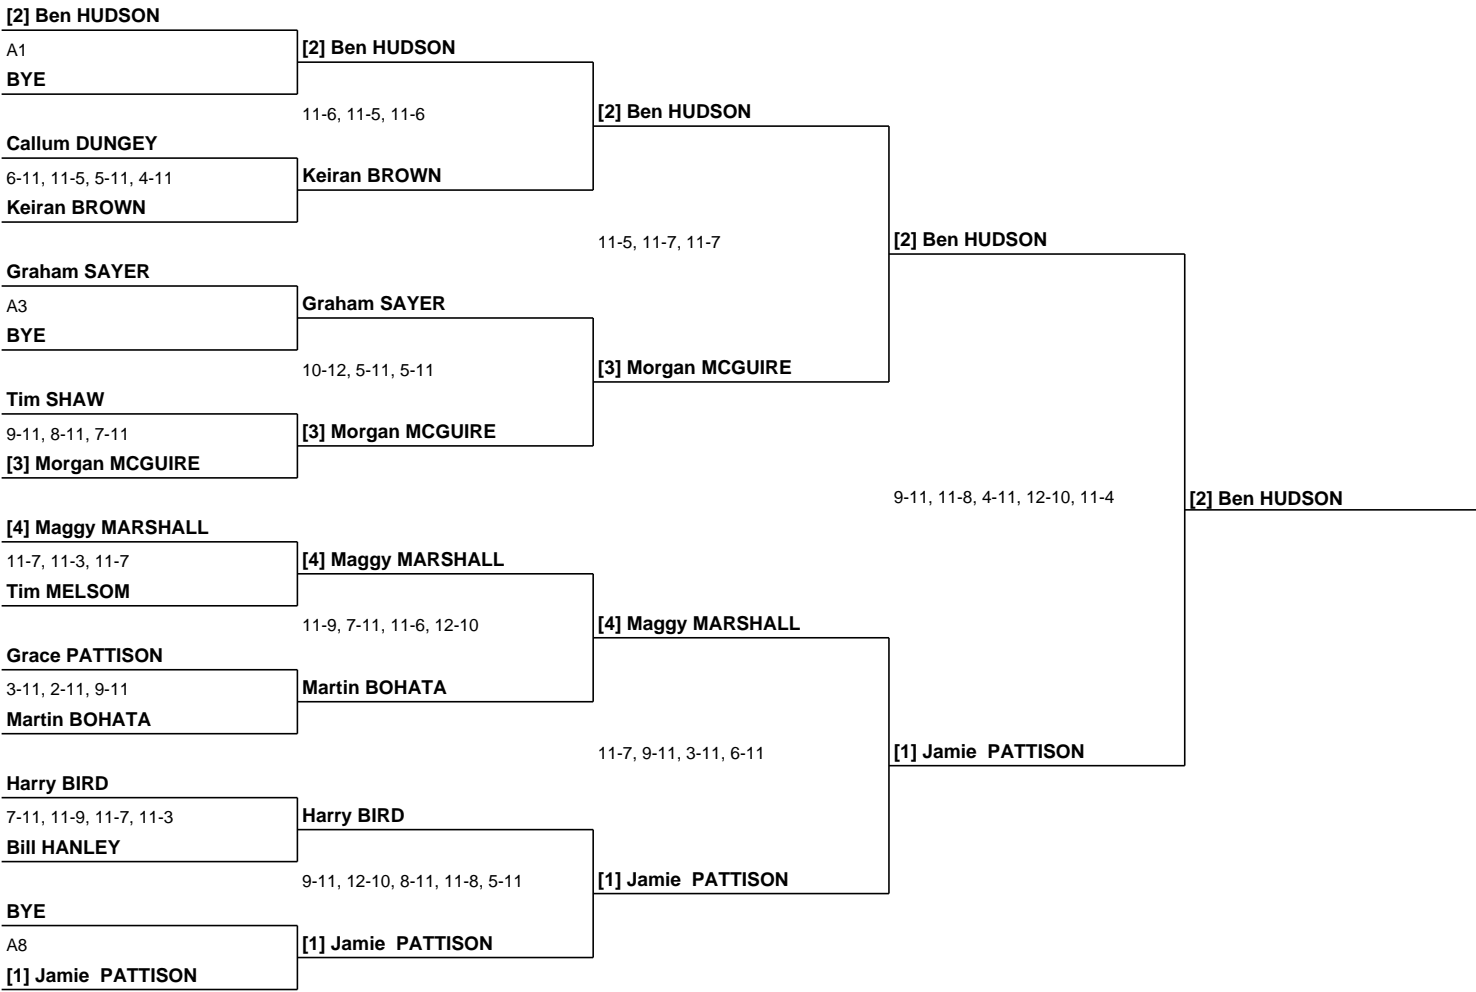 [2] Ben HUDSON
A1
BYE
[2] Ben HUDSON
11-6, 11-5, 11-6
[2] Ben HUDSON
Callum DUNGEY
6-11, 11-5, 5-11, 4-11
Keiran BROWN
Keiran BROWN
11-5, 11-7, 11-7
[2] Ben HUDSON
Graham SAYER
A3
BYE
Graham SAYER
10-12, 5-11, 5-11
[3] Morgan MCGUIRE
Tim SHAW
9-11, 8-11, 7-11
[3] Morgan MCGUIRE
[3] Morgan MCGUIRE
9-11, 11-8, 4-11, 12-10, 11-4
[2] Ben HUDSON
[4] Maggy MARSHALL
11-7, 11-3, 11-7
Tim MELSOM
[4] Maggy MARSHALL
11-9, 7-11, 11-6, 12-10
[4] Maggy MARSHALL
Grace PATTISON
3-11, 2-11, 9-11
Martin BOHATA
Martin BOHATA
11-7, 9-11, 3-11, 6-11
[1] Jamie  PATTISON
Harry BIRD
7-11, 11-9, 11-7, 11-3
Bill HANLEY
Harry BIRD
9-11, 12-10, 8-11, 11-8, 5-11
[1] Jamie  PATTISON
BYE
A8
[1] Jamie  PATTISON
[1] Jamie  PATTISON